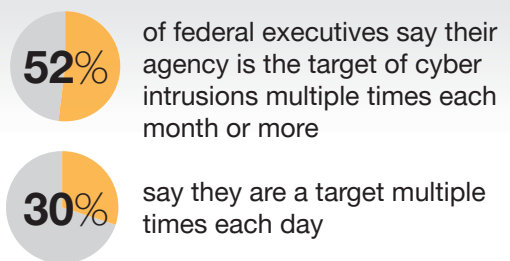 52%
of federal executives say their
agency is the target of cyber
intrusions multiple times each
month or more
30%
say they are a target multiple
times each day